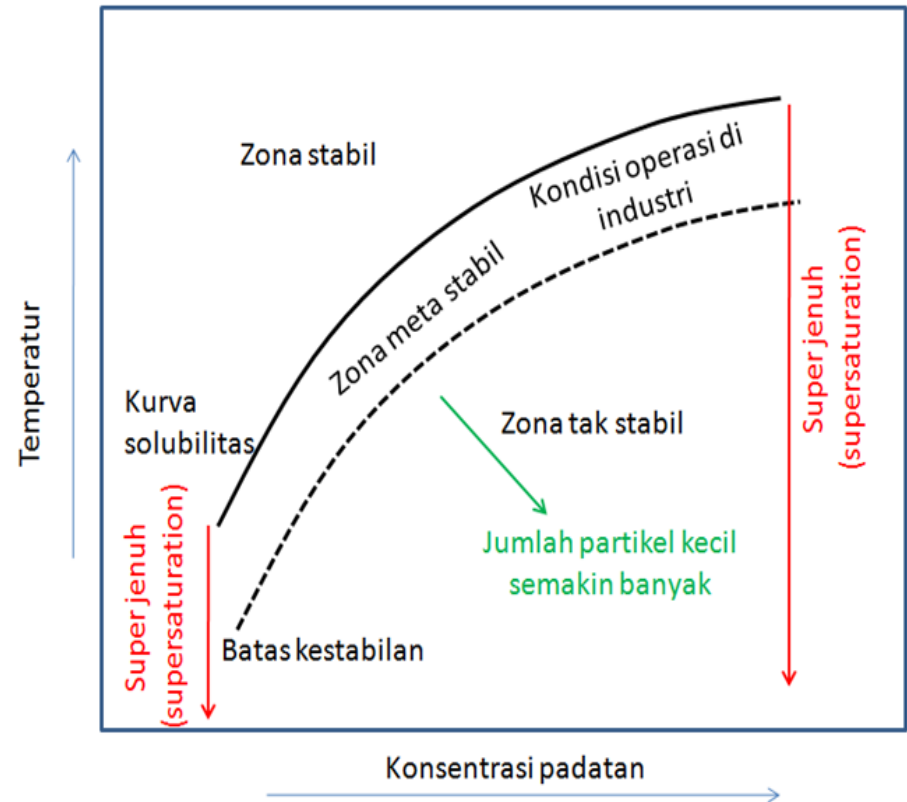 Zona stabil
Kondisi operasi di
industri
Zona meta stabil
Temperatur
Kurva
solubilitas
Zona tak stabil
Super jenuh
(supersaturation)
Super jenuh
(supersaturation)
Jumlah partikel kecil
semakin banyak
Batas kestabilan
Konsentrasi padatan